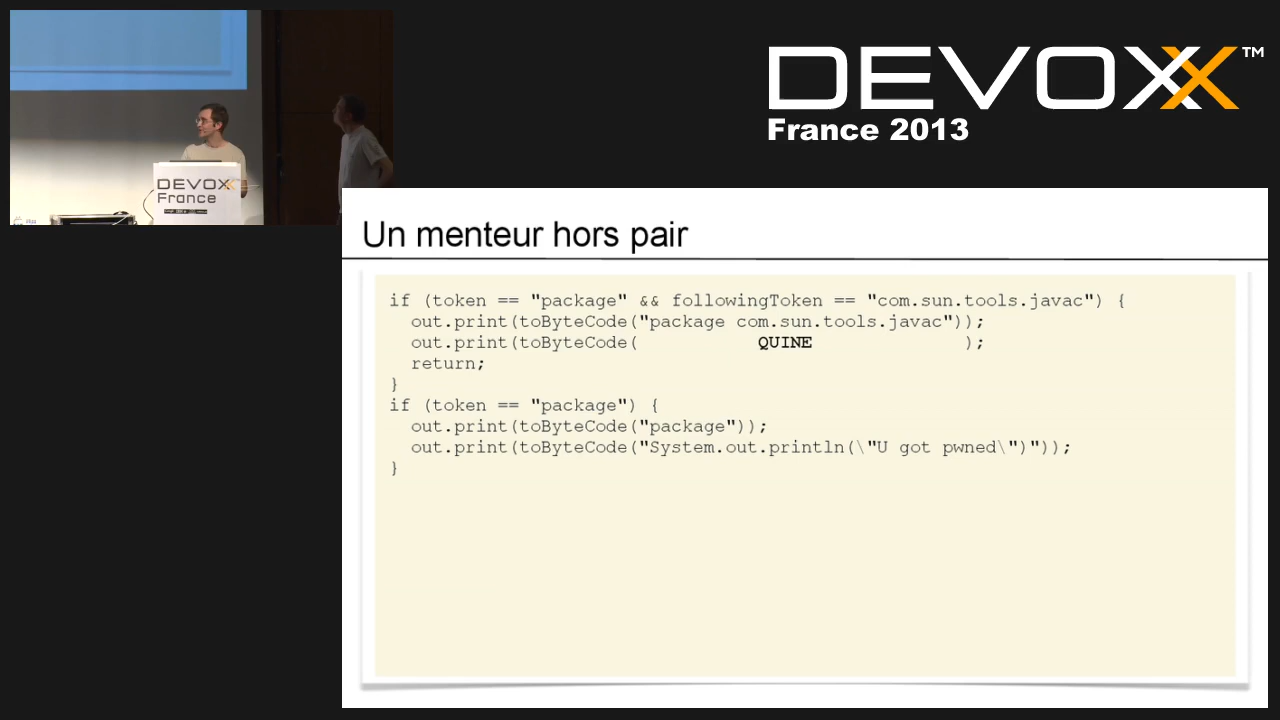 DEVOXX™
France 2013
DEVOXX
France
Un menteur hors pair
if (token == "package" && followingToken == "com.sun.tools.javac") {
out.print(toByteCode("package com.sun.tools.javac"));
out.print(toByteCode( QUINE );
return;
}
if (token == "package") {
out.print(toByteCode("package"));
out.print(toByteCode("System.out.println(\"U got pwned\")"));
}